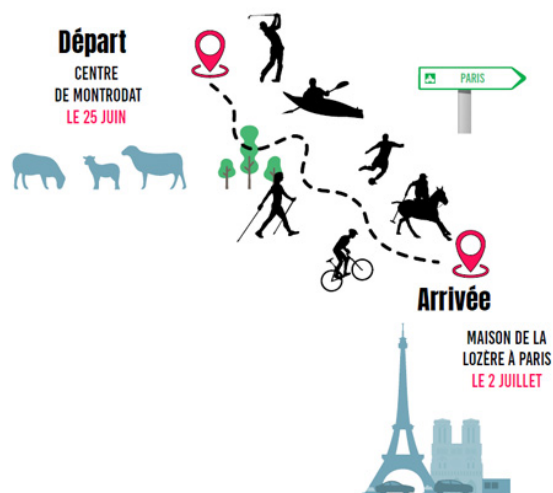 Départ
CENTRE
DE MONTRODAT
LE 25 JUIN
PARIS
Arrivée
MAISON DE LA
LOZÈRE À PARIS
LE 2 JUILLET